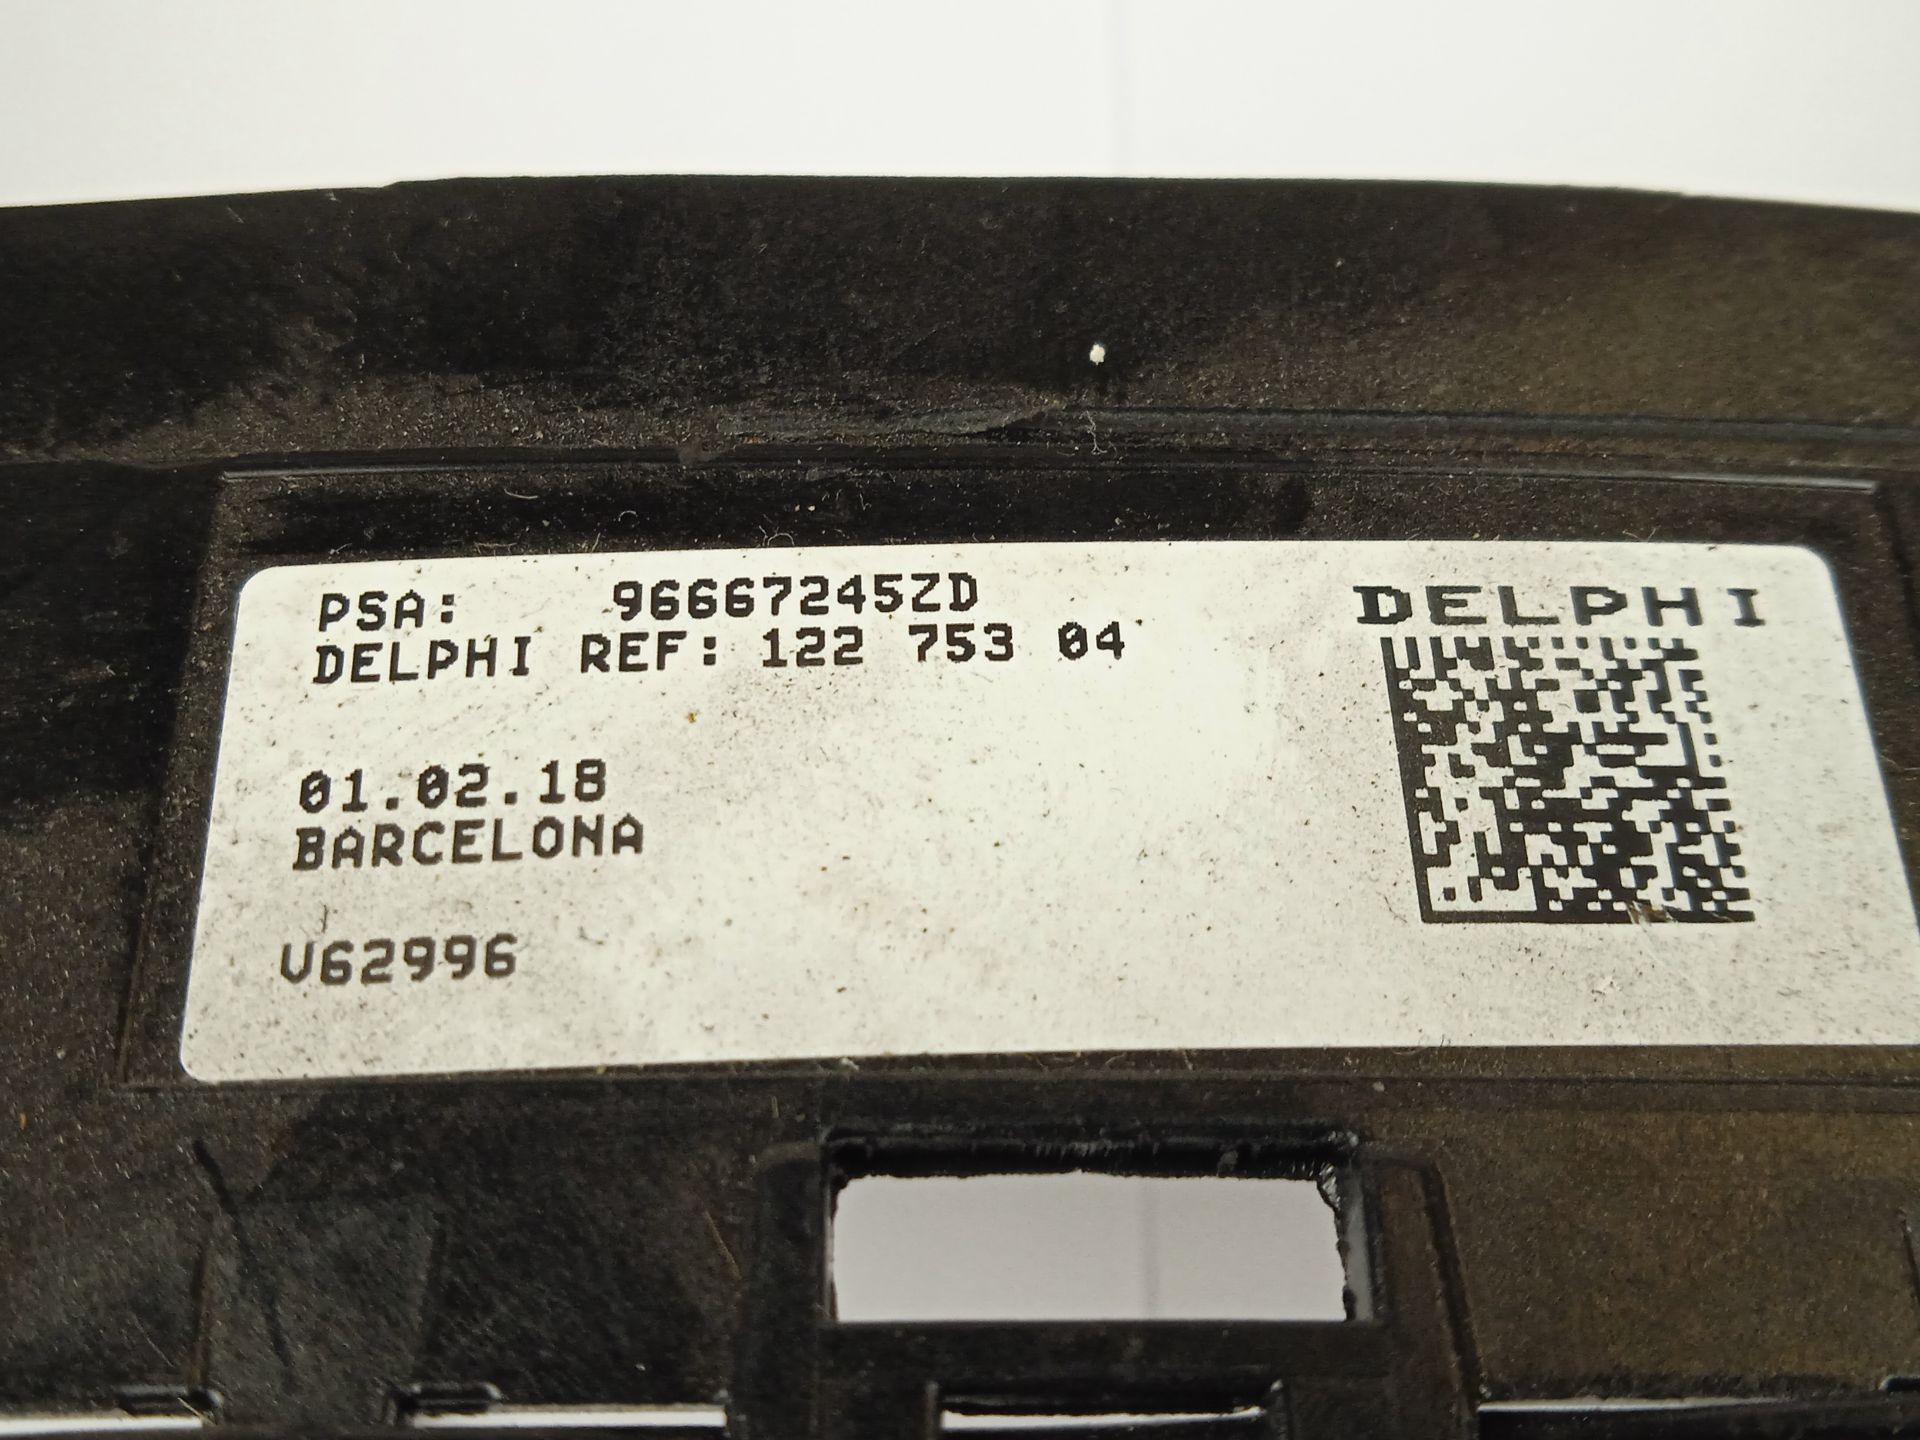 PSA: 96667245ZD
DELPHI
DELPHI REF: 122 753 04
01.02.18
BARCELONA
V62996